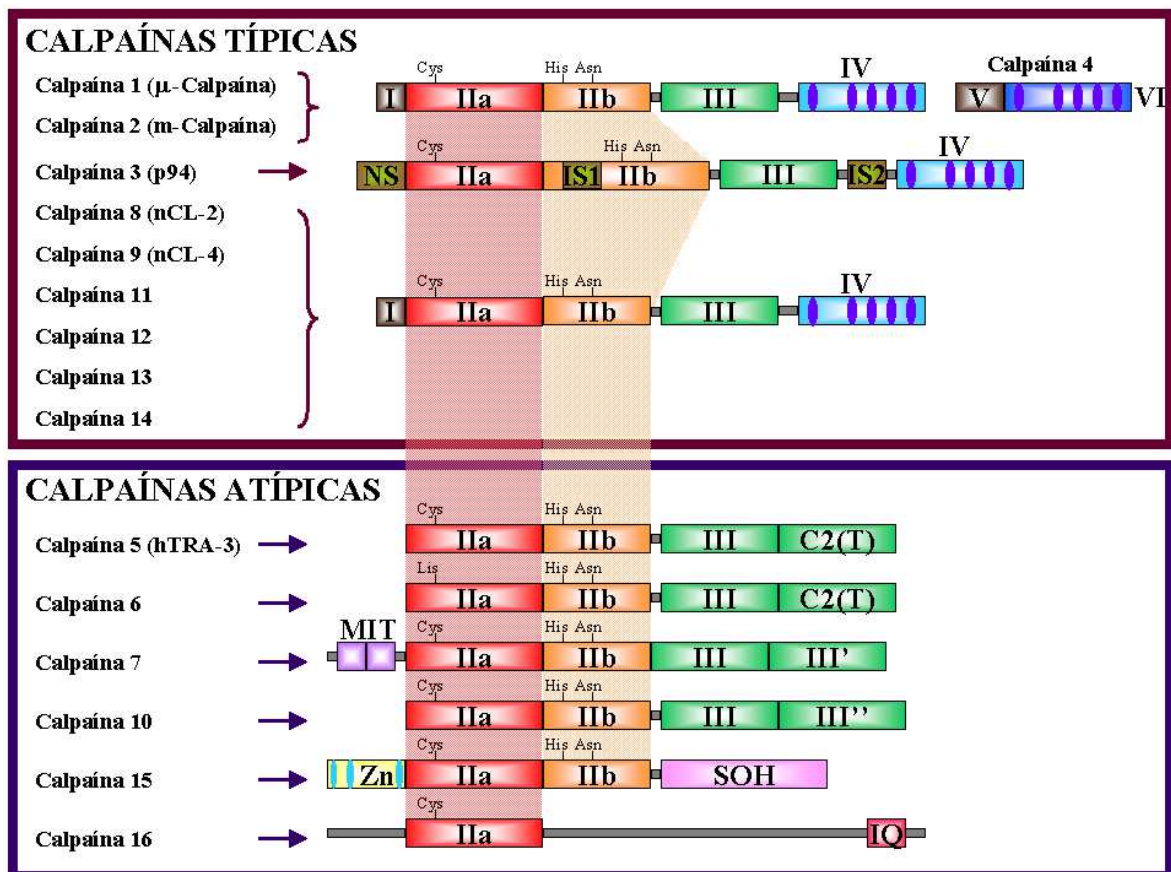 CALPAÍNAS TÍPICAS
Calpaína 1 (μ-Calpaína)
Calpaína 2 (m-Calpaína)
Cys His Asn IV Calpaína 4
I IIa IIb III V VI
Calpaína 3 (p94)
Cys His Asn IV
NS IIa IS1 IIb III IS2
Calpaína 8 (nCL-2)
Calpaína 9 (nCL-4)
Calpaína 11
Calpaína 12
Calpaína 13
Calpaína 14
Cys His Asn IV
I IIa IIb III
CALPAÍNAS ATÍPICAS
Cys His Asn
Calpaína 5 (hTRA-3) IIa IIb III C2(T)
Lis His Asn
Calpaína 6 IIa IIb III C2(T)
MIT Cys His Asn
Calpaína 7 IIa IIb III III'
Cys His Asn
Calpaína 10 IIa IIb III III''
Cys His Asn
Calpaína 15 Zn IIa IIb SOH
Cys
Calpaína 16 IIa IQ